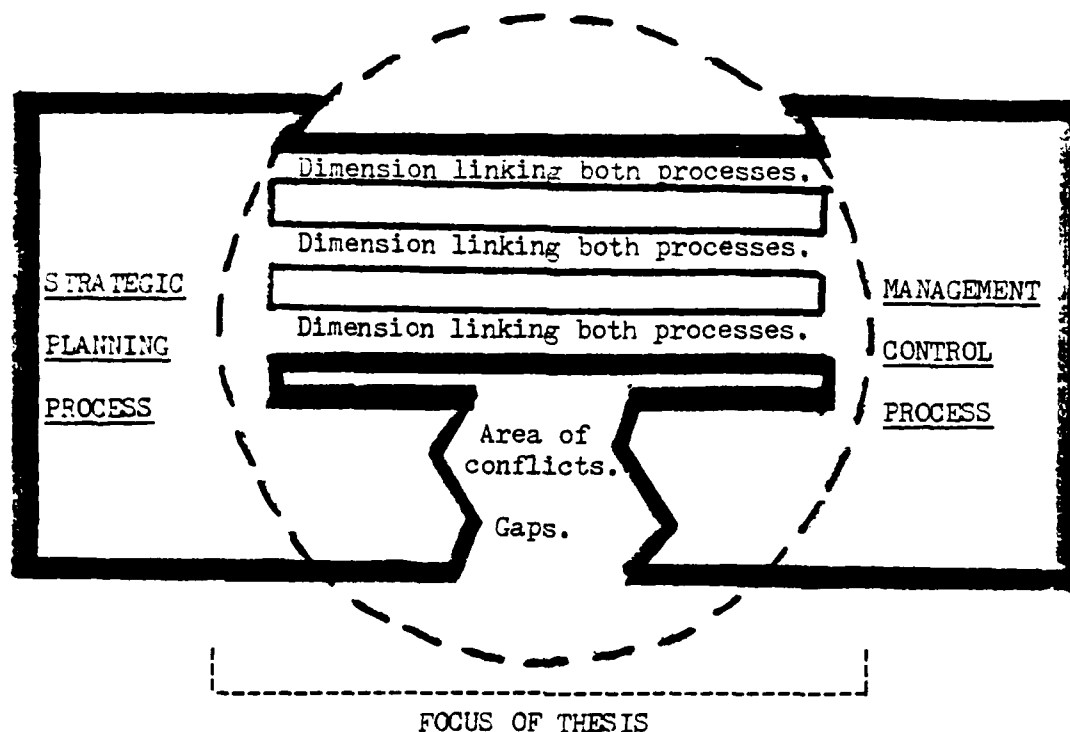 Dimension linking both processes.
Dimension linking both processes.
Dimension linking both processes.
STRATEGIC
PLANNING
PROCESS
MANAGEMENT
CONTROL
PROCESS
Area of
conflicts.
Gaps.
FOCUS OF THESIS